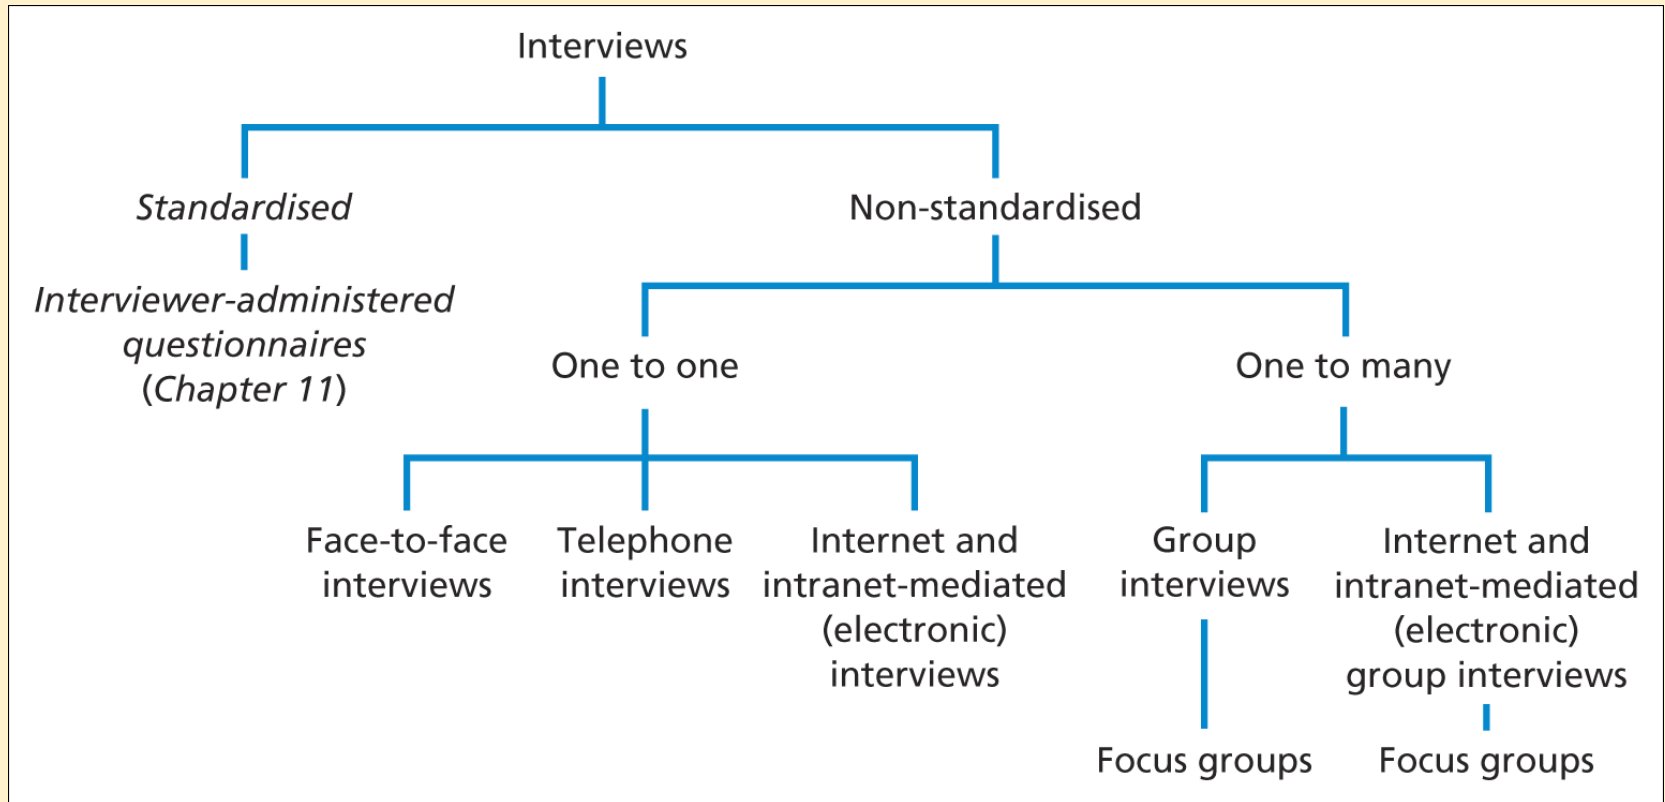 Interviews
Standardised
Non-standardised
Interviewer-administered
questionnaires
(Chapter 11)
One to one
One to many
Face-to-face
interviews
Telephone
interviews
Internet and
intranet-mediated
(electronic)
interviews
Group
interviews
Internet and
intranet-mediated
(electronic)
group interviews
Focus groups
Focus groups